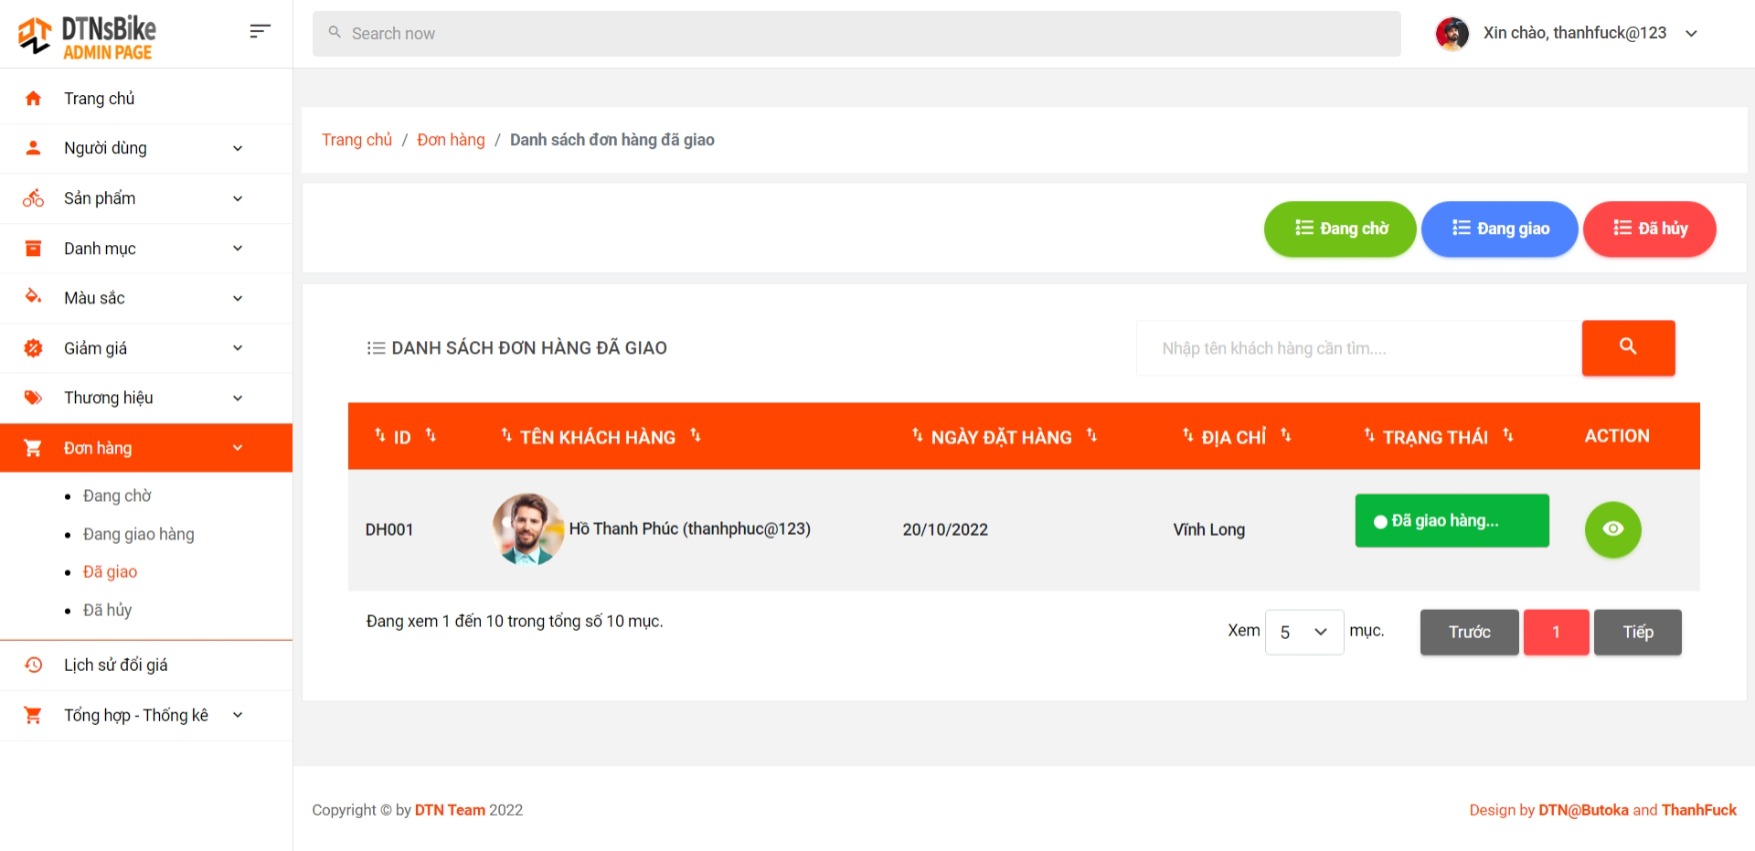 DTNsBike
ADMIN PAGE
Search now
Xin chào, thanhfuck@123
Trang chủ
Người dùng
Sản phẩm
Danh mục
Màu sắc
Giảm giá
Thương hiệu
Đơn hàng
Đang chờ
Đang giao hàng
Đã giao
Đã hủy
Lịch sử đổi giá
Tổng hợp - Thống kê
Trang chủ / Đơn hàng / Danh sách đơn hàng đã giao
Đang chờ Đang giao Đã hủy
DANH SÁCH ĐƠN HÀNG ĐÃ GIAO
Nhập tên khách hàng cần tìm....
ID TÊN KHÁCH HÀNG NGÀY ĐẶT HÀNG ĐỊA CHỈ TRẠNG THÁI ACTION
DH001 Hồ Thanh Phúc (thanhphuc@123) 20/10/2022 Vĩnh Long Đã giao hàng...
Đang xem 1 đến 10 trong tổng số 10 mục.
Xem 5 mục. Trước 1 Tiếp
Copyright © by DTN Team 2022
Design by DTN@Butoka and ThanhFuck